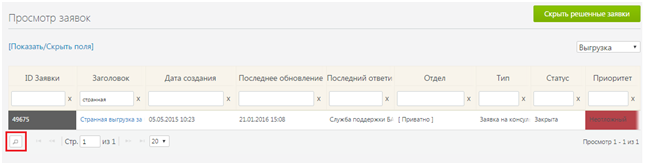 Просмотр заявок
Скрыть решенные заявки
[Показать/Скрыть поля]
Выгрузка
ID Заявки Заголовок Дата создания Последнее обновление Последний ответи Отдел Тип Статус Приоритет
x странная x x x x x x x x
49675 Странная выгрузка за 05.05.2015 10:23 21.01.2016 15:08 Служба поддержки БА [ Приватно ] Заявка на консул Закрыта
Стр. 1 из 1 20 Просмотр 1 - 1 из 1